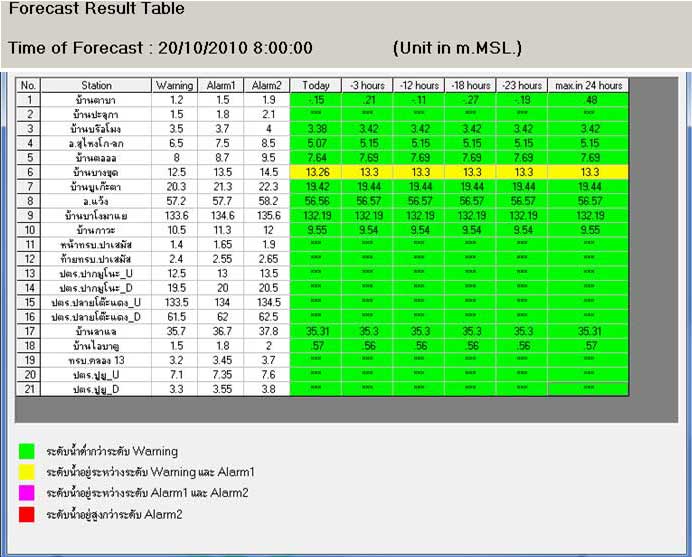 Forecast Result Table
Time of Forecast : 20/10/2010 8:00:00 (Unit in m.MSL.)
No. Station Warning Alarm1 Alarm2 Today -3 hours -12 hours -18 hours -23 hours max.in 24 hours
1 บ้านตาบา 1.2 1.5 1.9 -.15 .21 -.11 -.27 -.19 .48
2 บ้านปะลุกา 1.5 1.8 2.1 *** *** *** *** *** ***
3 บ้านบริอโมง 3.5 3.7 4 3.38 3.42 3.42 3.42 3.42 3.42
4 อ.สุไหงโก-ลก 6.5 7.5 8.5 5.07 5.15 5.15 5.15 5.15 5.15
5 บ้านตลอล 8 8.7 9.5 7.64 7.69 7.69 7.69 7.69 7.69
6 บ้านบางขุด 12.5 13.5 14.5 13.26 13.3 13.3 13.3 13.3 13.3
7 บ้านบูเก๊ะตา 20.3 21.3 22.3 19.42 19.44 19.44 19.44 19.44 19.44
8 อ.แว้ง 57.2 57.7 58.2 56.56 56.57 56.57 56.57 56.57 56.57
9 บ้านบาโงมาแย 133.6 134.6 135.6 132.19 132.19 132.19 132.19 132.19 132.19
10 บ้านภาวะ 10.5 11.3 12 9.55 9.54 9.54 9.54 9.54 9.55
11 หน้าทรบ.ปาเสมัส 1.4 1.65 1.9 *** *** *** *** *** ***
12 ท้ายทรบ.ปาเสมัส 2.4 2.55 2.65 *** *** *** *** *** ***
13 ปตร.ปากมูโนะ_U 12.5 13 13.5 *** *** *** *** *** ***
14 ปตร.ปากมูโนะ_D 19.5 20 20.5 *** *** *** *** *** ***
15 ปตร.ปลายโต๊ะแดง_U 133.5 134 134.5 *** *** *** *** *** ***
16 ปตร.ปลายโต๊ะแดง_D 61.5 62 62.5 *** *** *** *** *** ***
17 บ้านลาแล 35.7 36.7 37.8 35.31 35.3 35.3 35.3 35.3 35.31
18 บ้านไอบาตู 1.5 1.8 2 .57 .56 .56 .56 .56 .57
19 ทรบ.คลอง 13 3.2 3.45 3.7 *** *** *** *** *** ***
20 ปตร.ปูยู_U 7.1 7.35 7.6 *** *** *** *** *** ***
21 ปตร.ปูยู_D 3.3 3.55 3.8 *** *** *** *** *** ***
ระดับน้ำต่ำกว่าระดับ Warning
ระดับน้ำอยู่ระหว่างระดับ Warning และ Alarm1
ระดับน้ำอยู่ระหว่างระดับ Alarm1 และ Alarm2
ระดับน้ำอยู่สูงกว่าระดับ Alarm2